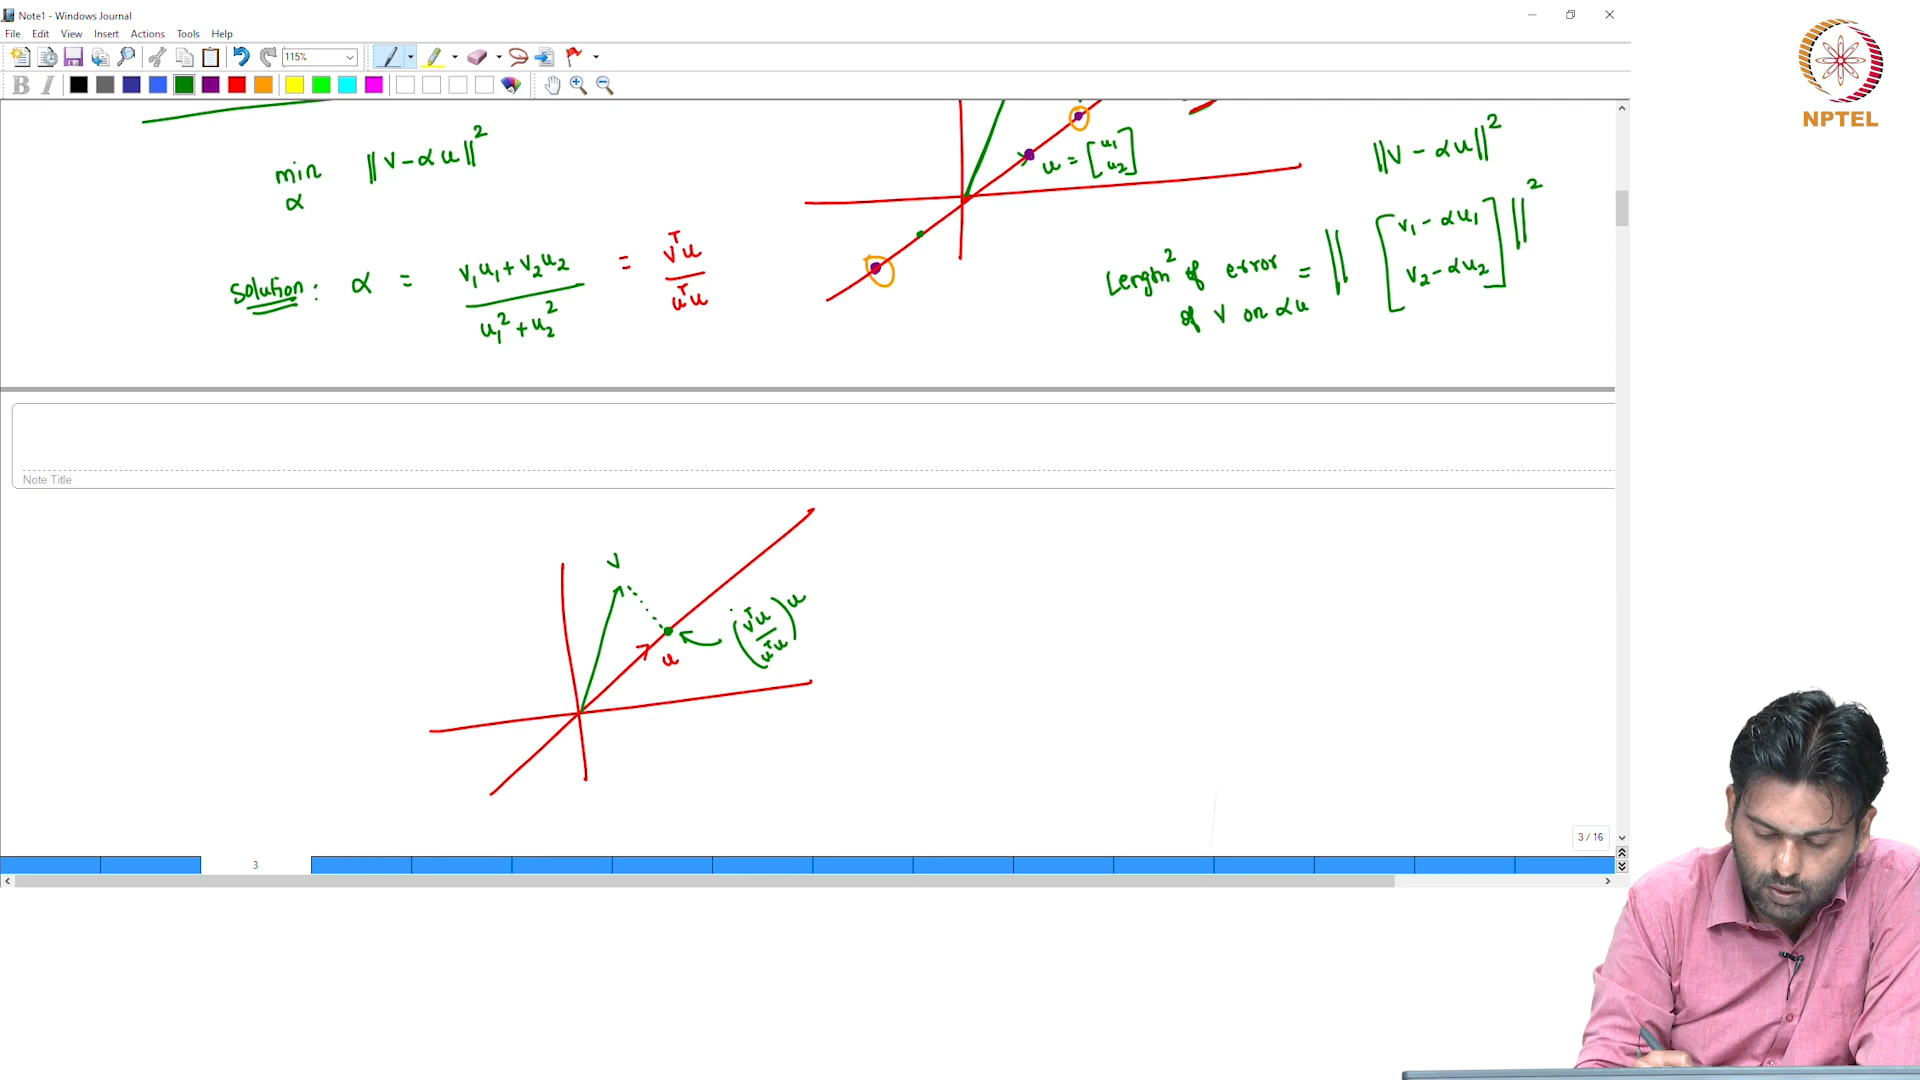 Note1 - Windows Journal
File Edit View Insert Actions Tools Help
115%
B I
NPTEL
min ||v - αu||²
α
Solution: α = (v₁u₁ + v₂u₂) / (u₁² + u₂²) = vᵀu / uᵀu
u = [u₁ u₂]
||v - αu||²
Length² of error = || [v₁ - αu₁ v₂ - αu₂] ||²
of v on αu
Note Title
v
(vᵀu / uᵀu) u
u
3 / 16
3